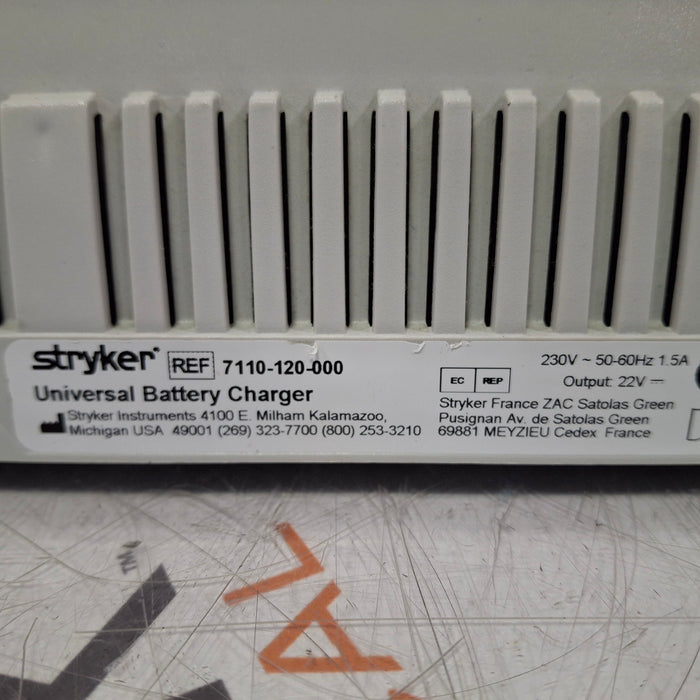 stryker REF 7110-120-000
Universal Battery Charger
Stryker Instruments 4100 E. Milham Kalamazoo,
Michigan USA 49001 (269) 323-7700 (800) 253-3210
EC REP
230V ~ 50-60Hz 1.5A
Output: 22V ⎓
Stryker France ZAC Satolas Green
Pusignan Av. de Satolas Green
69881 MEYZIEU Cedex France
TM
AL